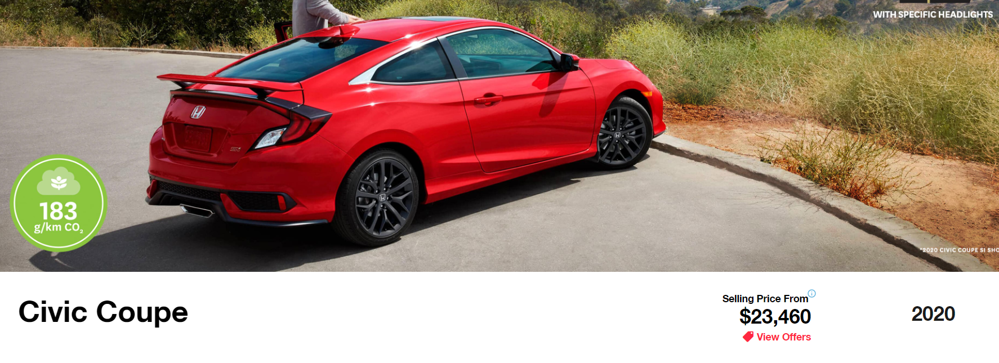 WITH SPECIFIC HEADLIGHTS
183
g/km CO₂
*2020 CIVIC COUPE SI
Civic Coupe
Selling Price From
$23,460
View Offers
2020